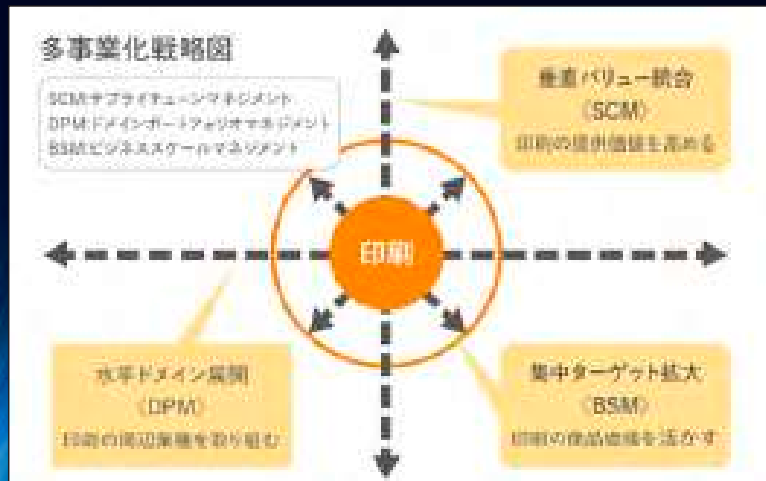 多事業化戦略図
SCM:サプライチェーンマネジメント
DPM:ドメインポートフォリオマネジメント
BSM:ビジネススケールマネジメント
垂直バリュー統合
〈SCM〉
印刷の提供価値を高める
印刷
水平ドメイン展開
〈DPM〉
印刷の周辺業種を取り組む
集中ターゲット拡大
〈BSM〉
印刷の商品価値を活かす